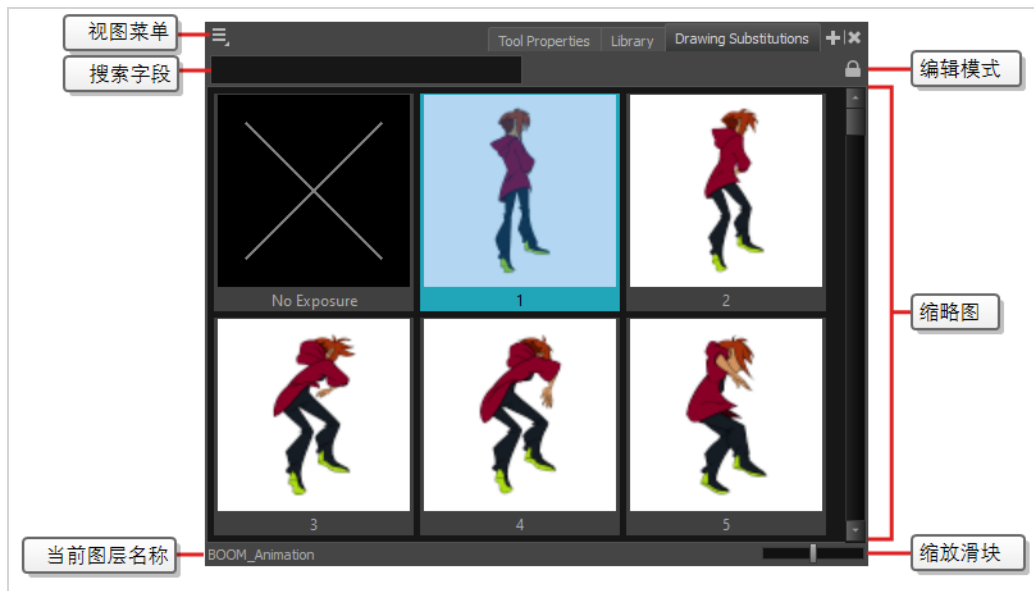 视图菜单
Tool Properties
Library
Drawing Substitutions
搜索字段
编辑模式
No Exposure
1
2
缩略图
3
4
5
当前图层名称
BOOM_Animation
缩放滑块